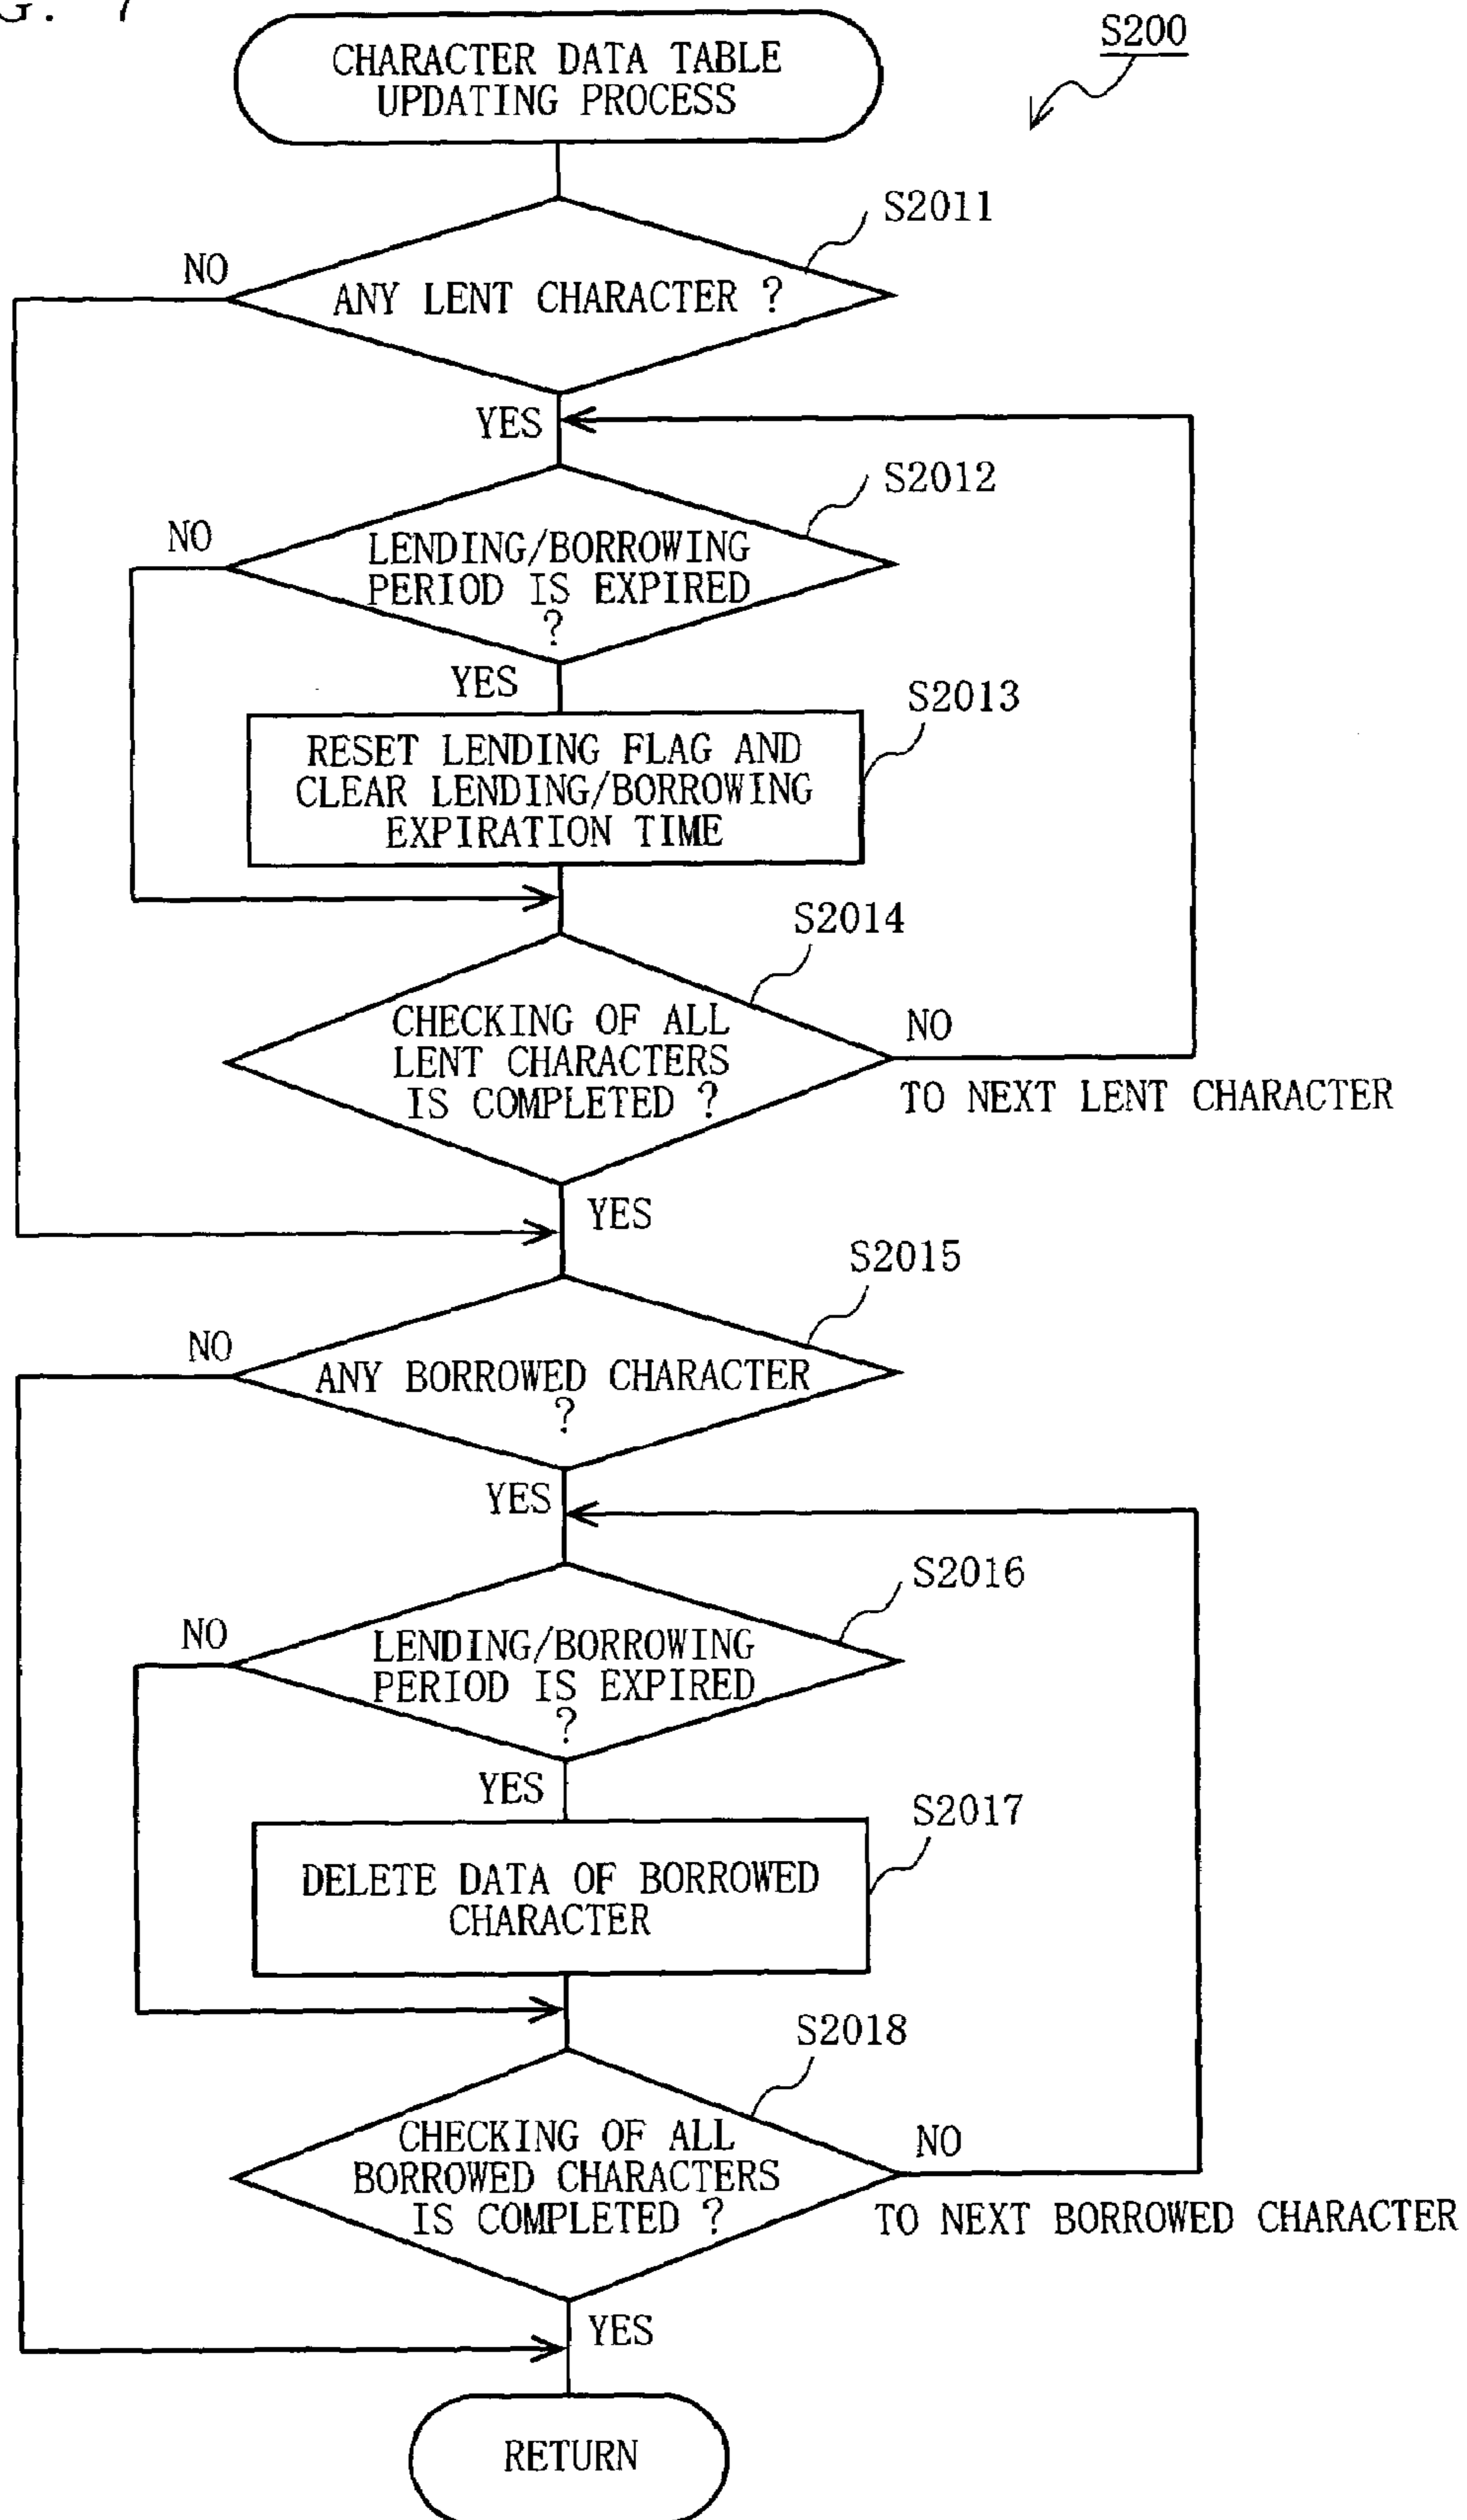 CHARACTER DATA TABLE
UPDATING PROCESS
S200
S2011
NO
ANY LENT CHARACTER ?
YES
S2012
NO
LENDING/BORROWING
PERIOD IS EXPIRED
?
YES
S2013
RESET LENDING FLAG AND
CLEAR LENDING/BORROWING
EXPIRATION TIME
S2014
CHECKING OF ALL
LENT CHARACTERS
IS COMPLETED ?
NO
TO NEXT LENT CHARACTER
YES
S2015
NO
ANY BORROWED CHARACTER
?
YES
S2016
NO
LENDING/BORROWING
PERIOD IS EXPIRED
?
YES
S2017
DELETE DATA OF BORROWED
CHARACTER
S2018
CHECKING OF ALL
BORROWED CHARACTERS
IS COMPLETED ?
NO
TO NEXT BORROWED CHARACTER
YES
RETURN